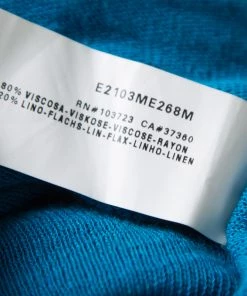 E2103ME268M
RN#103723 CA#37360
80% VISCOSA-VISKOSE-VISCOSE-RAYON
20% LINO-FLACHS-LIN-FLAX-LINHO-LINEN